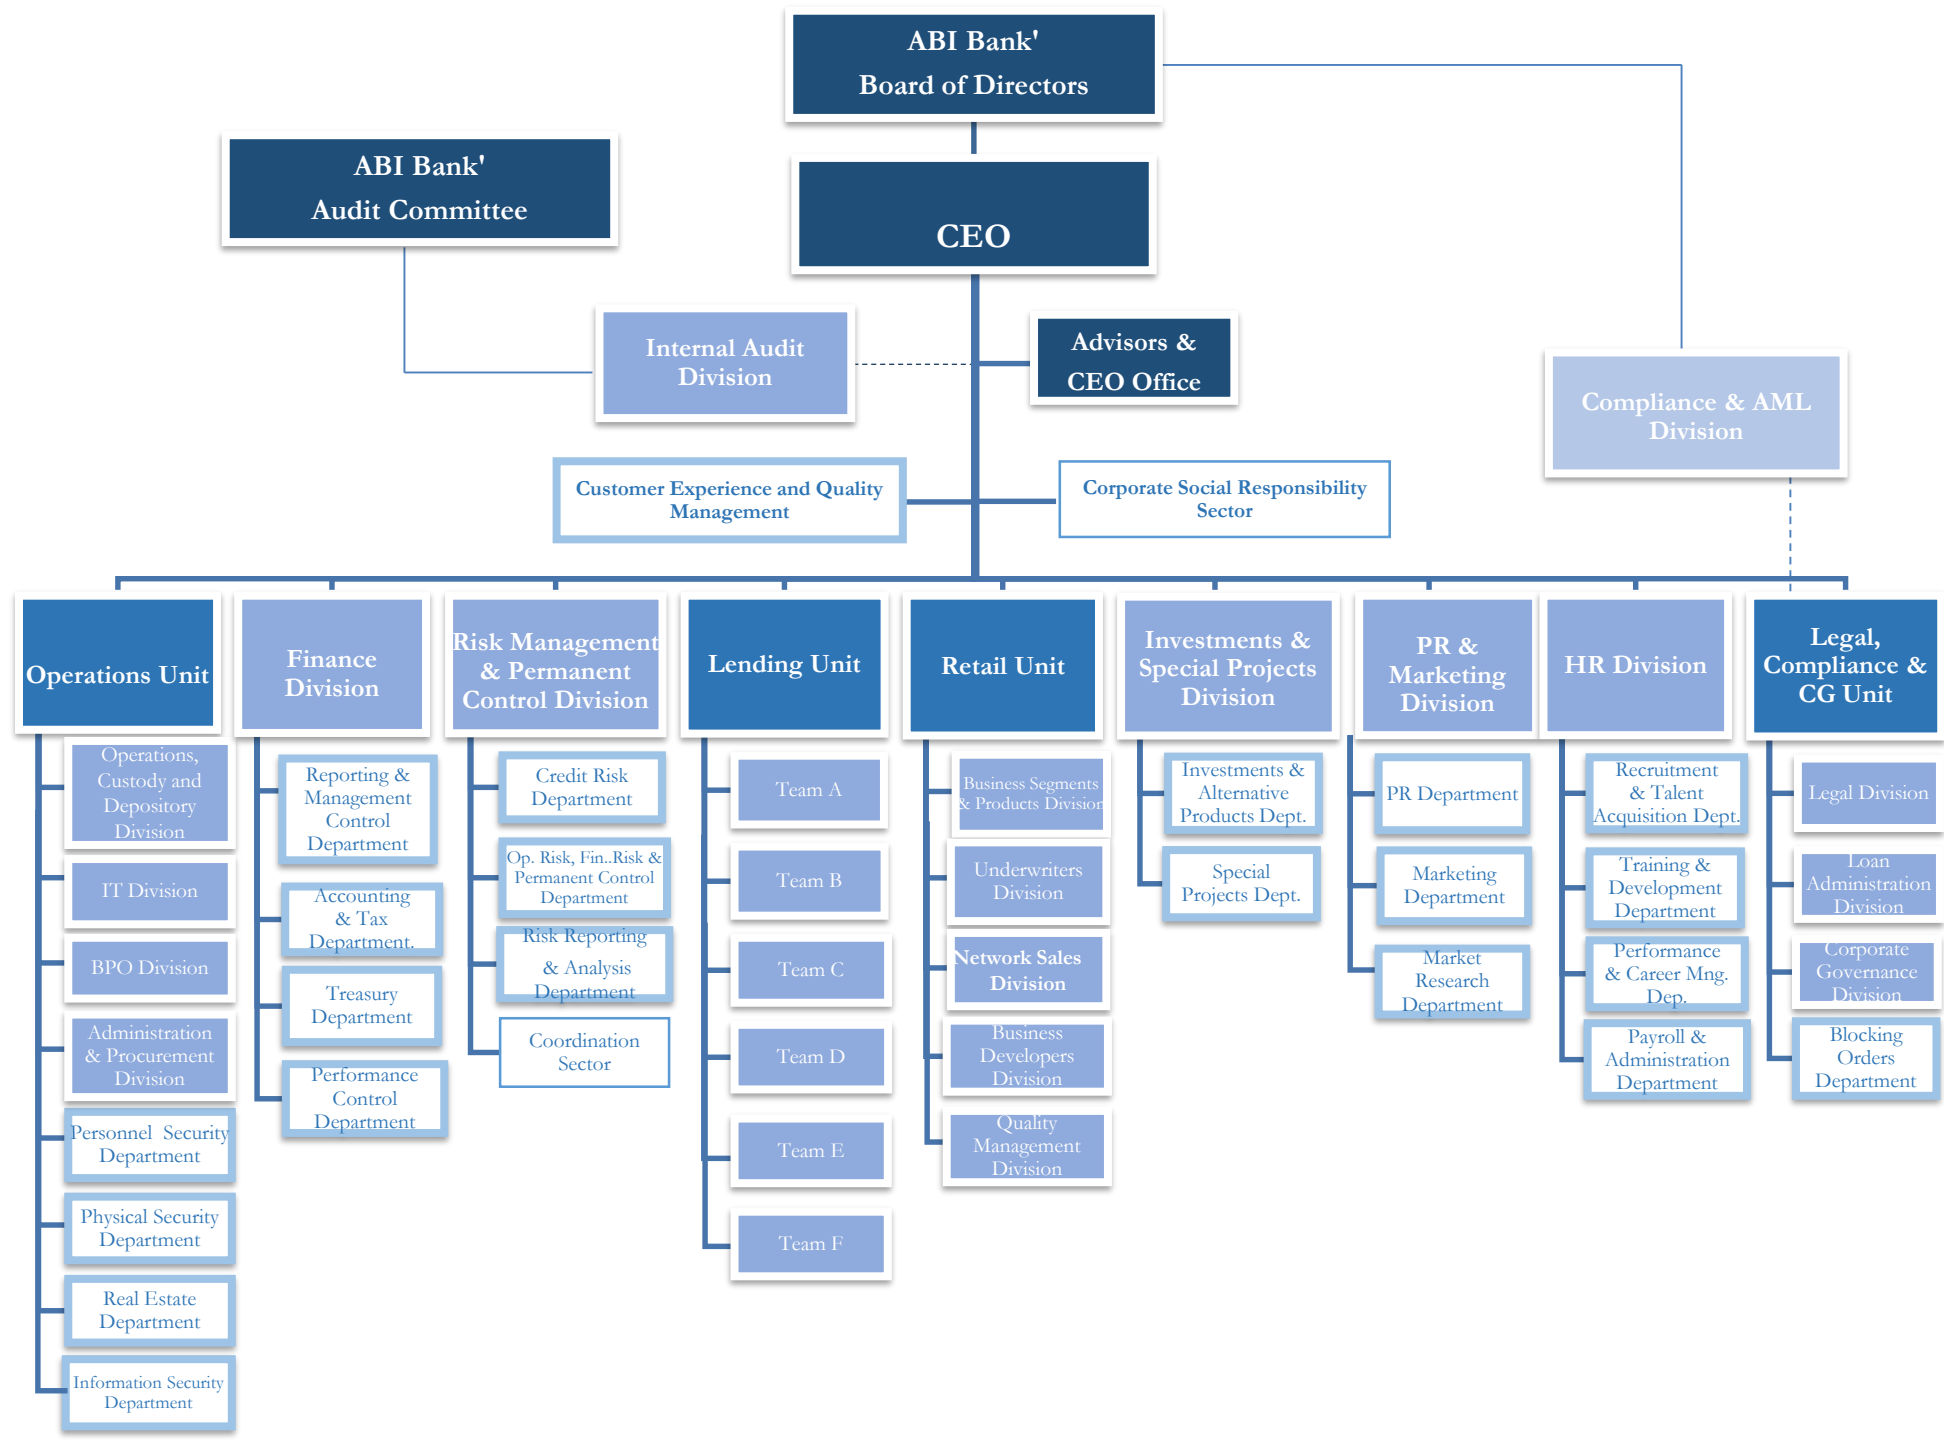 ABI Bank'
Board of Directors
ABI Bank'
Audit Committee
CEO
Internal Audit
Division
Advisors &
CEO Office
Compliance & AML
Division
Customer Experience and Quality
Management
Corporate Social Responsibility
Sector
Operations Unit
Finance
Division
Risk Management
& Permanent
Control Division
Lending Unit
Retail Unit
Investments &
Special Projects
Division
PR &
Marketing
Division
HR Division
Legal,
Compliance &
CG Unit
Operations,
Custody and
Depository
Division
IT Division
BPO Division
Administration
& Procurement
Division
Personnel Security
Department
Physical Security
Department
Real Estate
Department
Information Security
Department
Reporting &
Management
Control
Department
Accounting
& Tax
Department.
Treasury
Department
Performance
Control
Department
Credit Risk
Department
Op. Risk, Fin..Risk &
Permanent Control
Department
Risk Reporting
& Analysis
Department
Coordination
Sector
Team A
Team B
Team C
Team D
Team E
Team F
Business Segments
& Products Division
Underwriters
Division
Network Sales
Division
Business
Developers
Division
Quality
Management
Division
Investments &
Alternative
Products Dept.
Special
Projects Dept.
PR Department
Marketing
Department
Market
Research
Department
Recruitment
& Talent
Acquisition Dept.
Training &
Development
Department
Performance
& Career Mng.
Dep.
Payroll &
Administration
Department
Legal Division
Loan
Administration
Division
Corporate
Governance
Division
Blocking
Orders
Department